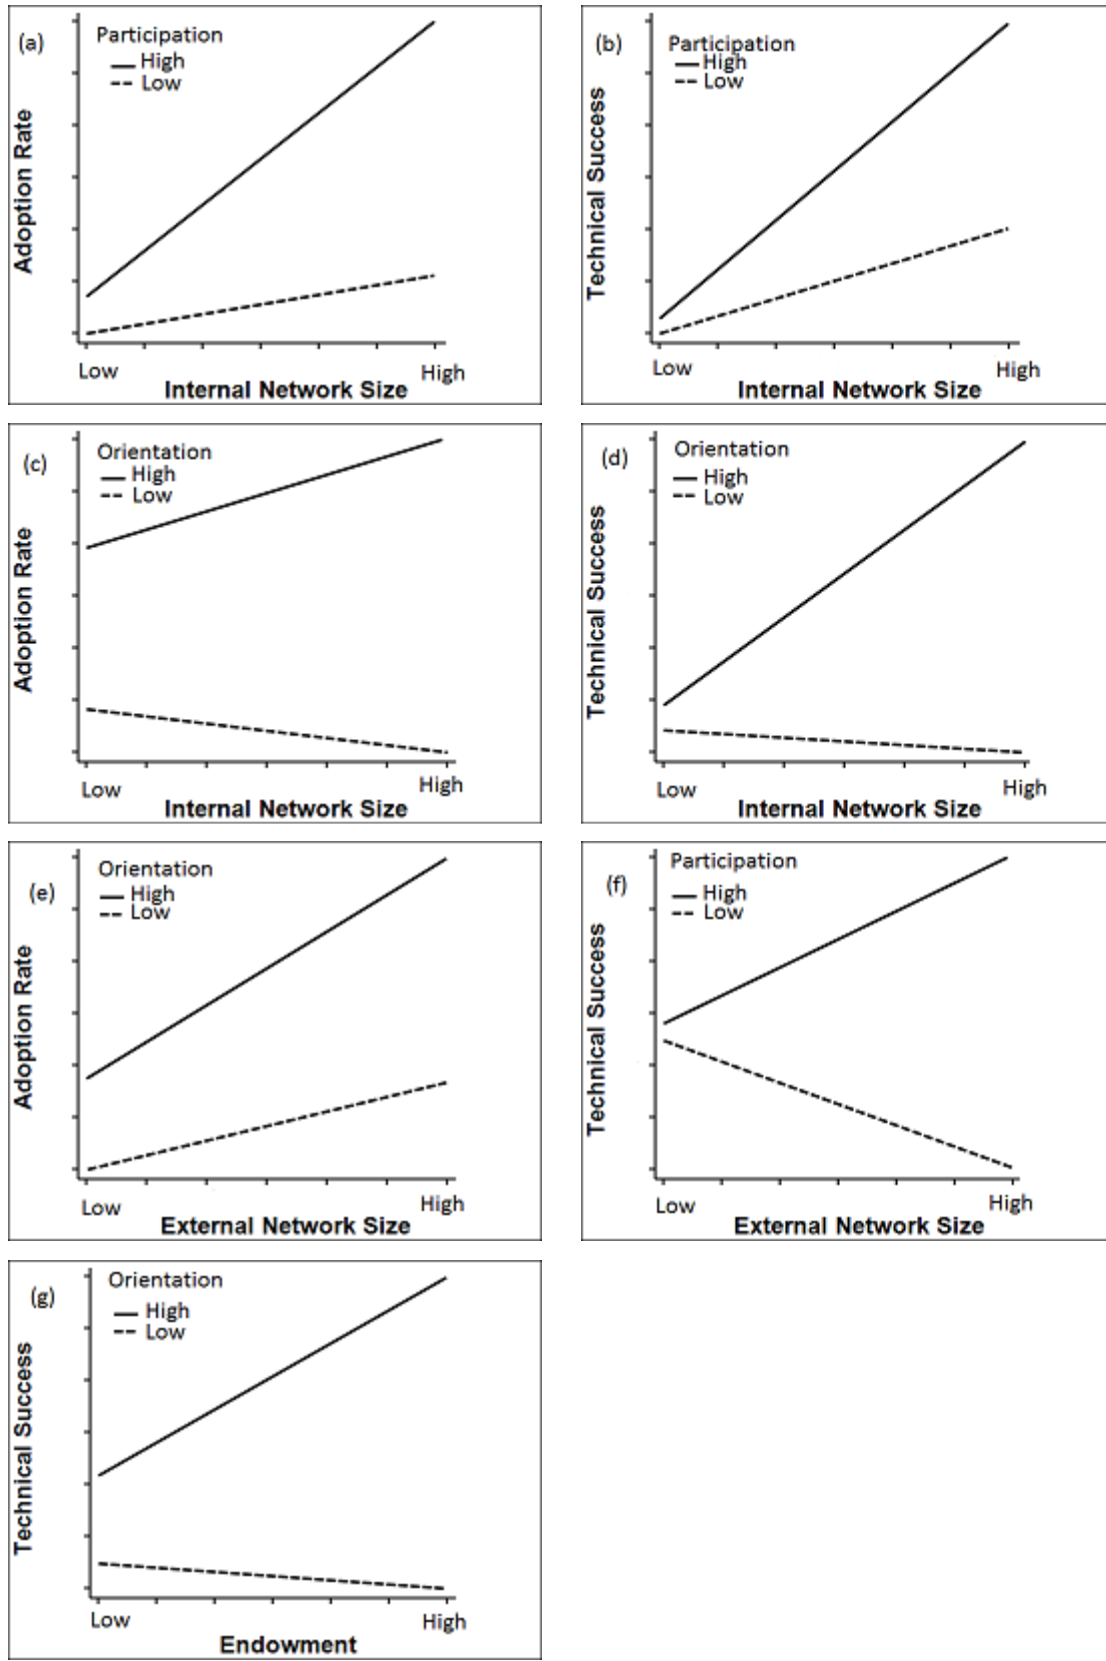 (a)
Participation
High
Low
Adoption Rate
Low
High
Internal Network Size
(b)
Participation
High
Low
Technical Success
Low
High
Internal Network Size
(c)
Orientation
High
Low
Adoption Rate
Low
High
Internal Network Size
(d)
Orientation
High
Low
Technical Success
Low
High
Internal Network Size
(e)
Orientation
High
Low
Adoption Rate
Low
High
External Network Size
(f)
Participation
High
Low
Technical Success
Low
High
External Network Size
(g)
Orientation
High
Low
Technical Success
Low
High
Endowment